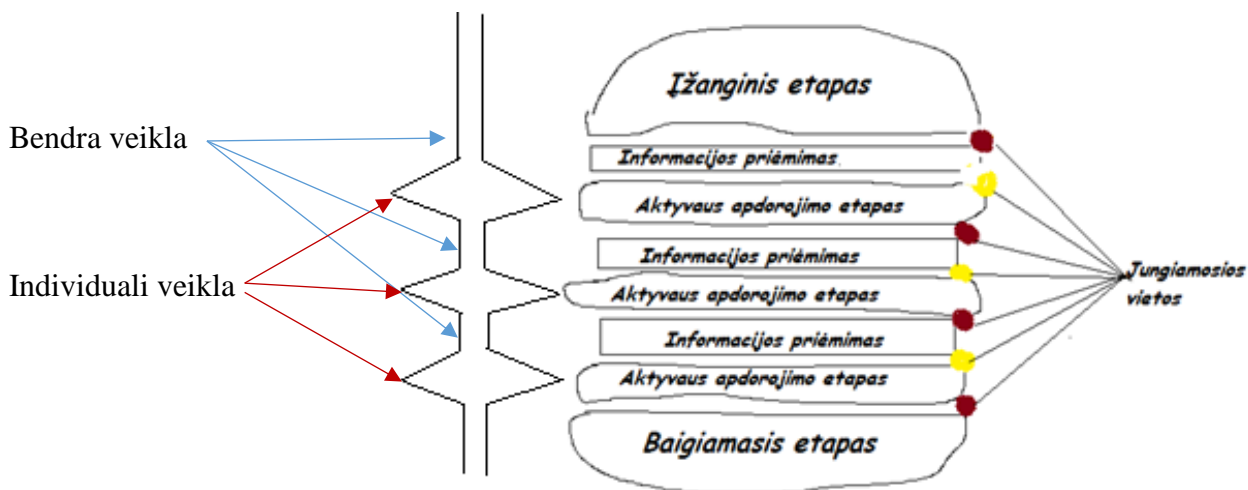 Įžanginis etapas
Bendra veikla
Informacijos priėmimas.
Aktyvaus apdorojimo etapas
Informacijos priėmimas
Individuali veikla
Aktyvaus apdorojimo etapas
Jungiamosios
vietos
Informacijos priėmimas
Aktyvaus apdorojimo etapas
Baigiamasis etapas